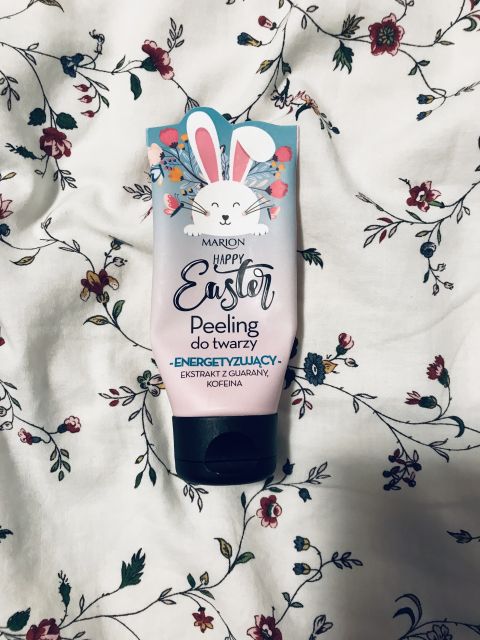 MARION
HAPPY
Easter
Peeling
do twarzy
-ENERGETYZUJĄCY-
EKSTRAKT Z GUARANY,
KOFEINA